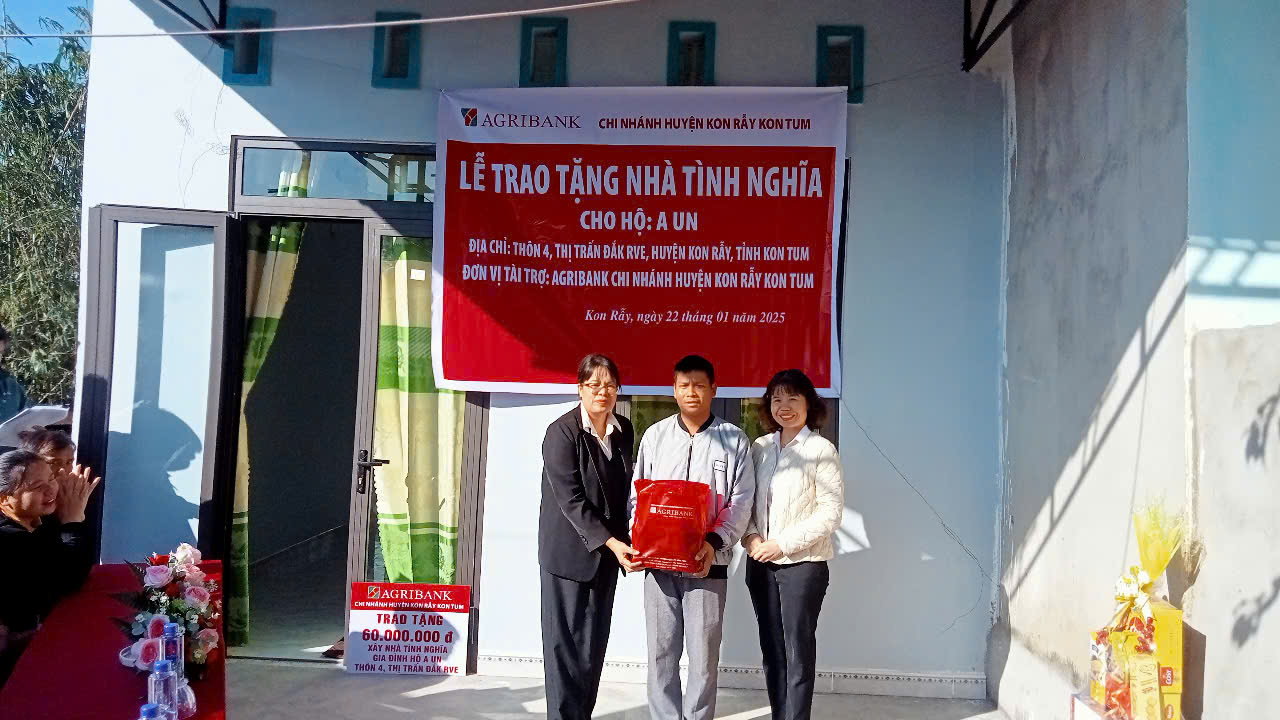 AGRIBANK CHI NHÁNH HUYỆN KON RẪY KON TUM
LỄ TRAO TẶNG NHÀ TÌNH NGHĨA
CHO HỘ: A UN
ĐỊA CHỈ: THÔN 4, THỊ TRẤN ĐẮK RVE, HUYỆN KON RẪY, TỈNH KON TUM
ĐƠN VỊ TÀI TRỢ: AGRIBANK CHI NHÁNH HUYỆN KON RẪY KON TUM
Kon Rẫy, ngày 22 tháng 01 năm 2025
AGRIBANK
AGRIBANK
CHI NHÁNH HUYỆN KON RẪY KON TUM
TRAO TẶNG
60.000.000 đ
XÂY NHÀ TÌNH NGHĨA
GIA ĐÌNH HỘ A UN
THÔN 4, THỊ TRẤN ĐẮK RVE